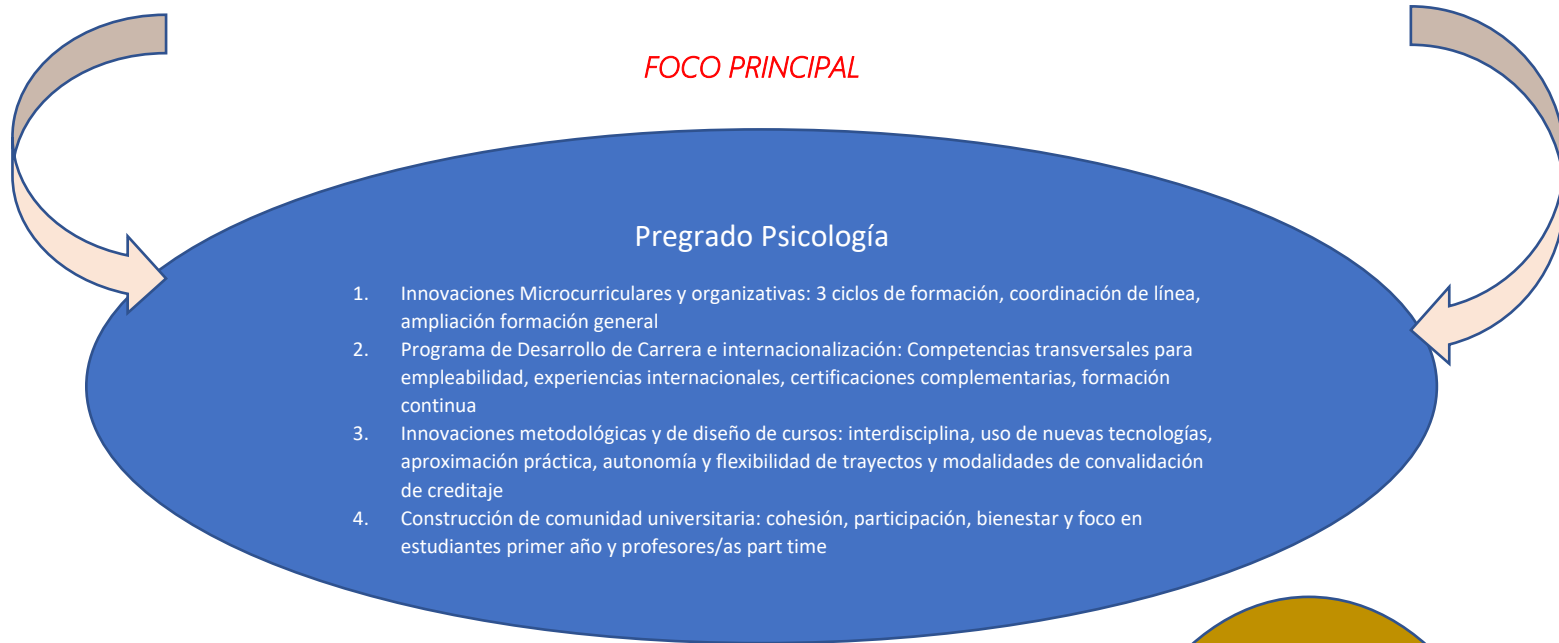 FOCO PRINCIPAL
Pregrado Psicología
1. Innovaciones Microcurriculares y organizativas: 3 ciclos de formación, coordinación de línea,
ampliación formación general
2. Programa de Desarrollo de Carrera e internacionalización: Competencias transversales para
empleabilidad, experiencias internacionales, certificaciones complementarias, formación
continua
3. Innovaciones metodológicas y de diseño de cursos: interdisciplina, uso de nuevas tecnologías,
aproximación práctica, autonomía y flexibilidad de trayectos y modalidades de convalidación
de creditaje
4. Construcción de comunidad universitaria: cohesión, participación, bienestar y foco en
estudiantes primer año y profesores/as part time